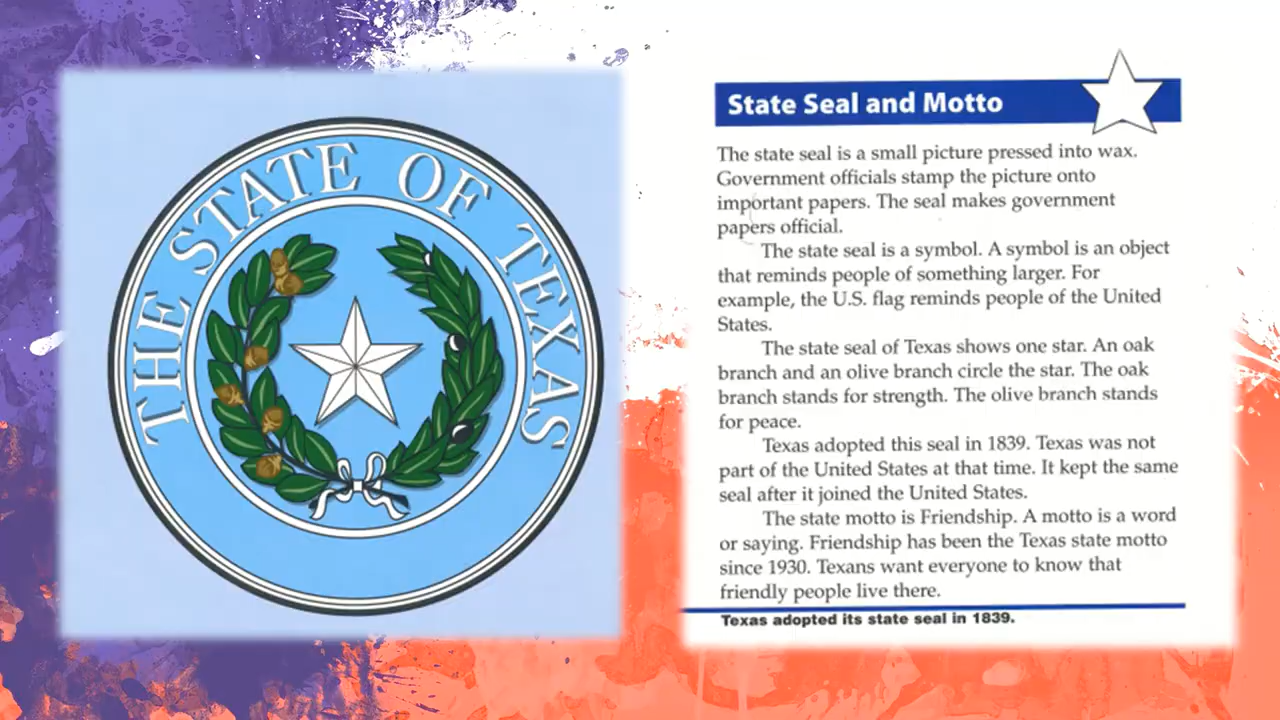 THE STATE OF TEXAS
State Seal and Motto
The state seal is a small picture pressed into wax.
Government officials stamp the picture onto
important papers. The seal makes government
papers official.
The state seal is a symbol. A symbol is an object
that reminds people of something larger. For
example, the U.S. flag reminds people of the United
States.
The state seal of Texas shows one star. An oak
branch and an olive branch circle the star. The oak
branch stands for strength. The olive branch stands
for peace.
Texas adopted this seal in 1839. Texas was not
part of the United States at that time. It kept the same
seal after it joined the United States.
The state motto is Friendship. A motto is a word
or saying. Friendship has been the Texas state motto
since 1930. Texans want everyone to know that
friendly people live there.
Texas adopted its state seal in 1839.